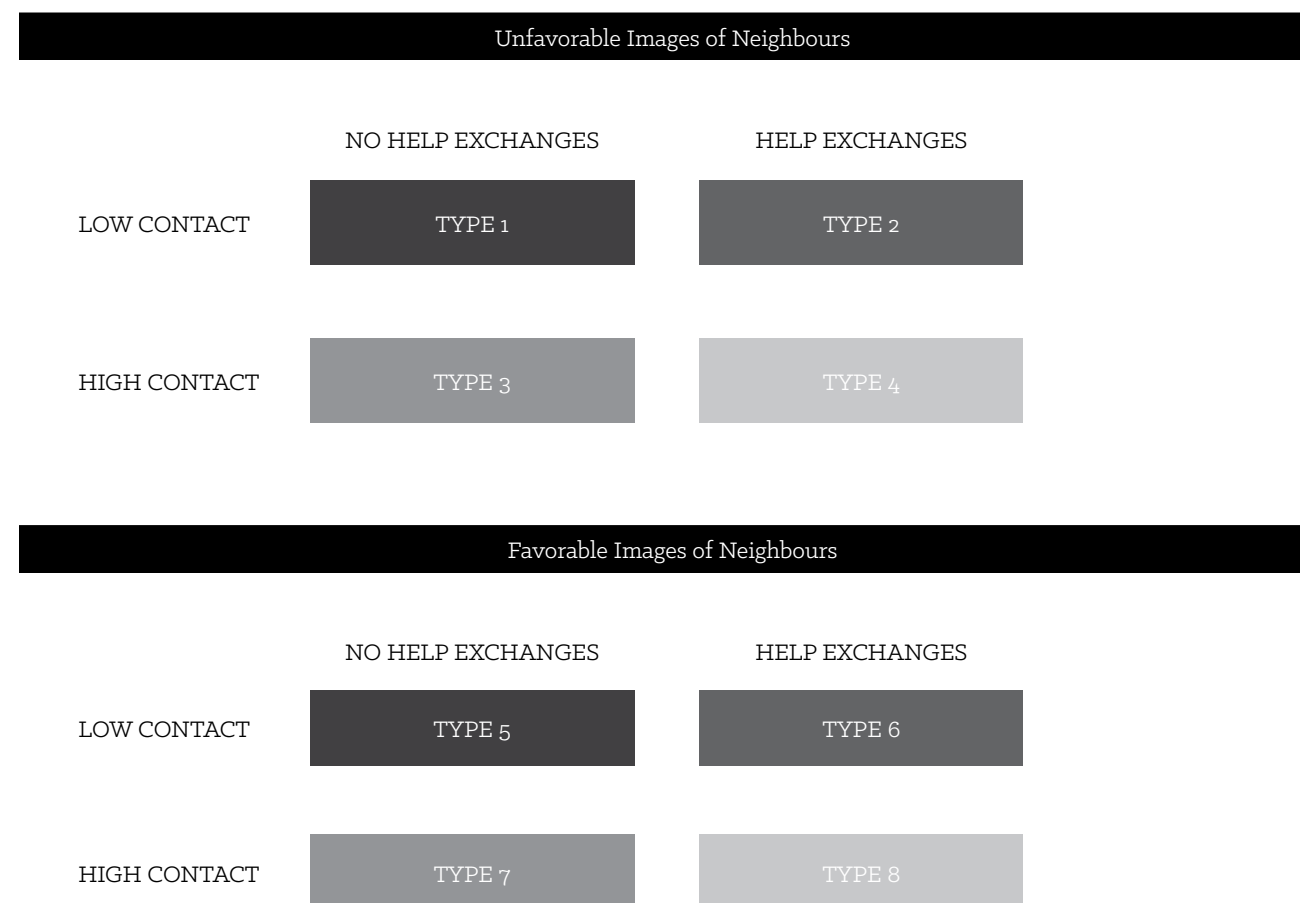 Unfavorable Images of Neighbours
NO HELP EXCHANGES HELP EXCHANGES
LOW CONTACT TYPE 1 TYPE 2
HIGH CONTACT TYPE 3 TYPE 4
Favorable Images of Neighbours
NO HELP EXCHANGES HELP EXCHANGES
LOW CONTACT TYPE 5 TYPE 6
HIGH CONTACT TYPE 7 TYPE 8